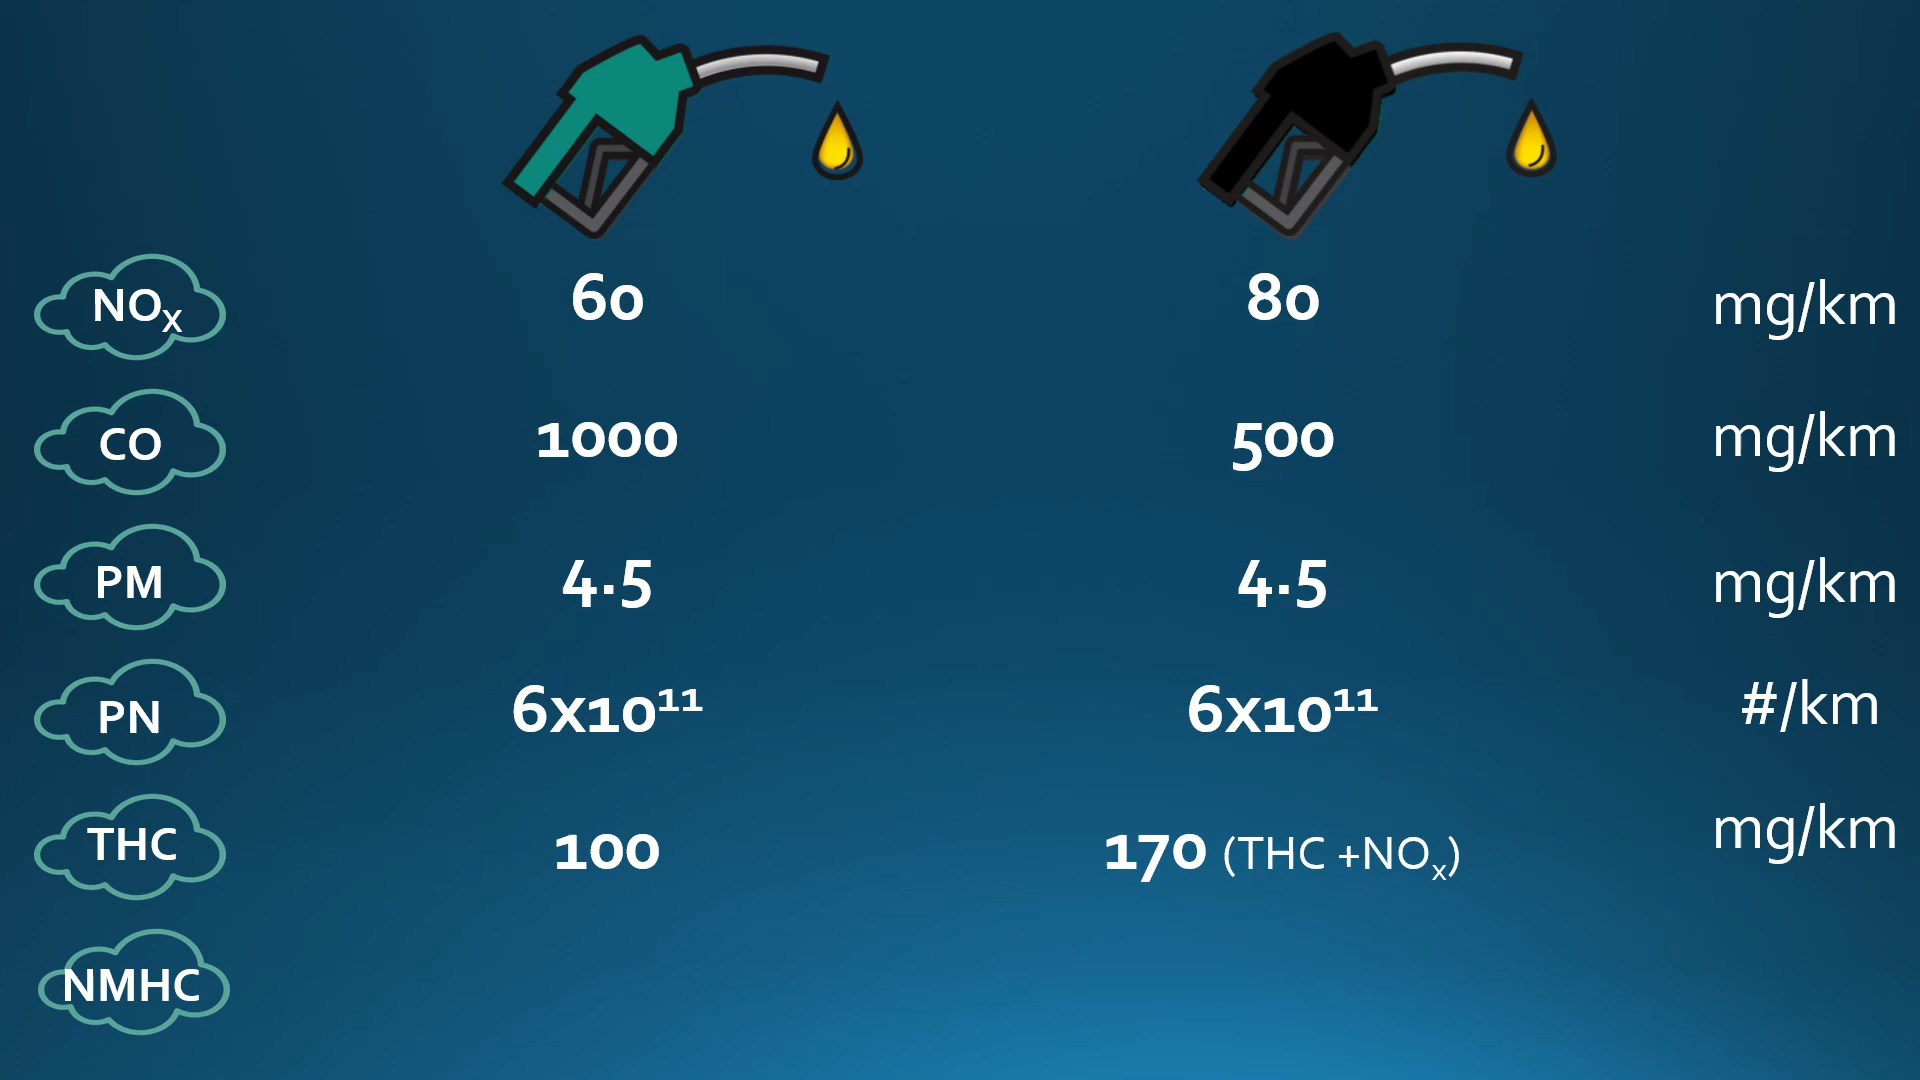 NOX 60 80 mg/km
CO 1000 500 mg/km
PM 4.5 4.5 mg/km
PN 6x10¹¹ 6x10¹¹ #/km
THC 100 170 (THC +NOx) mg/km
NMHC